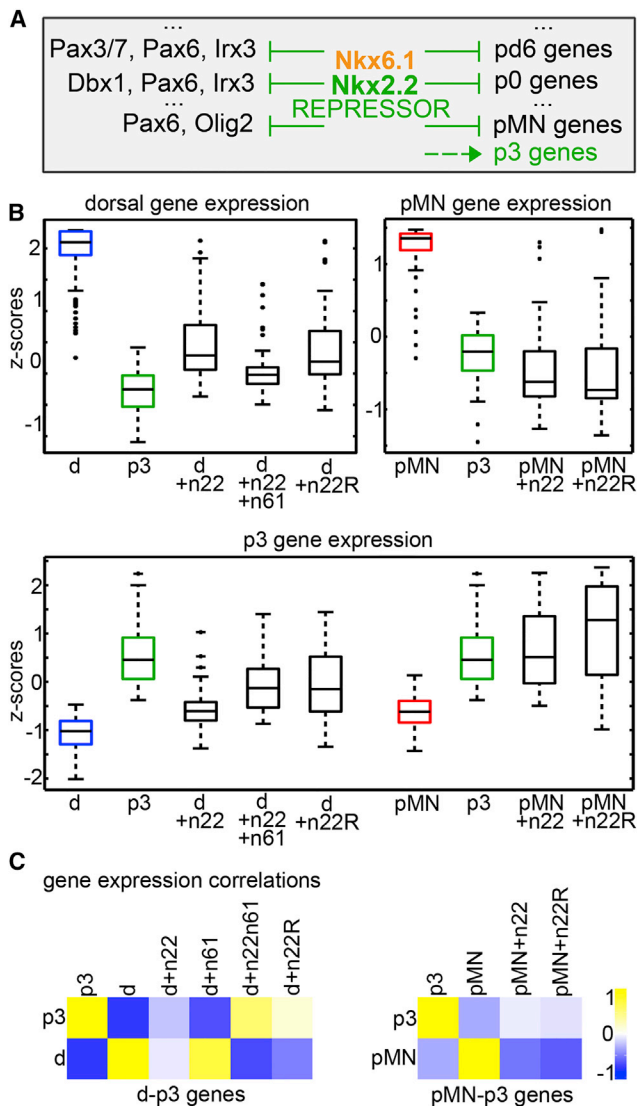 A
...
Pax3/7, Pax6, Irx3
Nkx6.1
pd6 genes
Dbx1, Pax6, Irx3
Nkx2.2
p0 genes
...
REPRESSOR
...
Pax6, Olig2
pMN genes
p3 genes
B
dorsal gene expression
z-scores
2
1
0
-1
d
p3
d
+n22
d
+n22
+n61
d
+n22R
pMN gene expression
1
0
-1
pMN
p3
pMN
+n22
pMN
+n22R
p3 gene expression
z-scores
2
1
0
-1
-2
d
p3
d
+n22
d
+n22
+n61
d
+n22R
pMN
p3
pMN
+n22
pMN
+n22R
C
gene expression correlations
p3
d
d+n22
d+n61
d+n22n61
d+n22R
p3
d
d-p3 genes
p3
pMN
pMN+n22
pMN+n22R
p3
pMN
pMN-p3 genes
1
0
-1